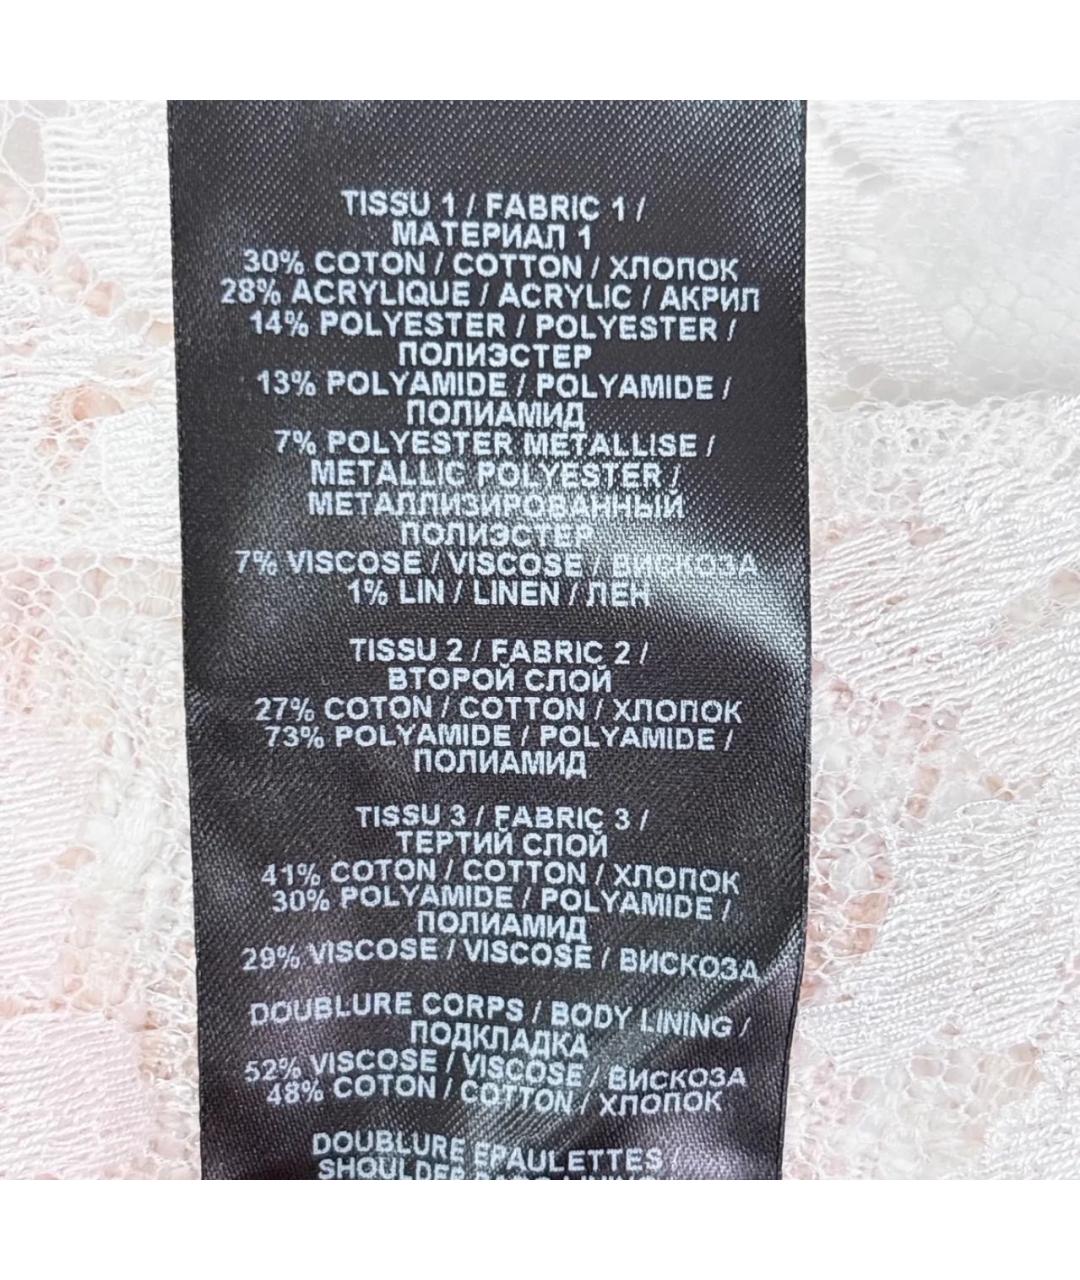 TISSU 1 / FABRIC 1 /
МАТЕРИАЛ 1
30% COTON / COTTON / ХЛОПОК
28% ACRYLIQUE / ACRYLIC / АКРИЛ
14% POLYESTER / POLYESTER /
ПОЛИЭСТЕР
13% POLYAMIDE / POLYAMIDE /
ПОЛИАМИД
7% POLYESTER METALLISE /
METALLIC POLYESTER /
МЕТАЛЛИЗИРОВАННЫЙ
ПОЛИЭСТЕР
7% VISCOSE / VISCOSE / ВИСКОЗА
1% LIN / LINEN / ЛЕН
TISSU 2 / FABRIC 2 /
ВТОРОЙ СЛОЙ
27% COTON / COTTON / ХЛОПОК
73% POLYAMIDE / POLYAMIDE /
ПОЛИАМИД
TISSU 3 / FABRIC 3 /
ТЕРТИЙ СЛОЙ
41% COTON / COTTON / ХЛОПОК
30% POLYAMIDE / POLYAMIDE /
ПОЛИАМИД
29% VISCOSE / VISCOSE / ВИСКОЗА
DOUBLURE CORPS / BODY LINING /
ПОДКЛАДКА
52% VISCOSE / VISCOSE / ВИСКОЗА
48% COTON / COTTON / ХЛОПОК
DOUBLURE EPAULETTES /
SHOULDER